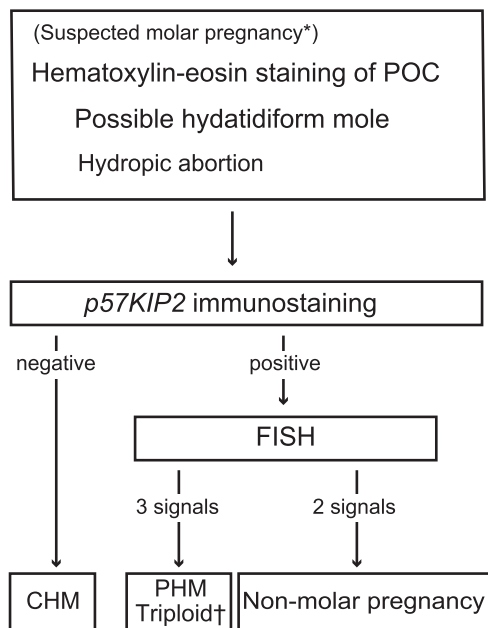 (Suspected molar pregnancy*)
Hematoxylin-eosin staining of POC
Possible hydatidiform mole
Hydropic abortion
p57KIP2 immunostaining
negative
positive
FISH
3 signals
2 signals
CHM
PHM
Triploid†
Non-molar pregnancy